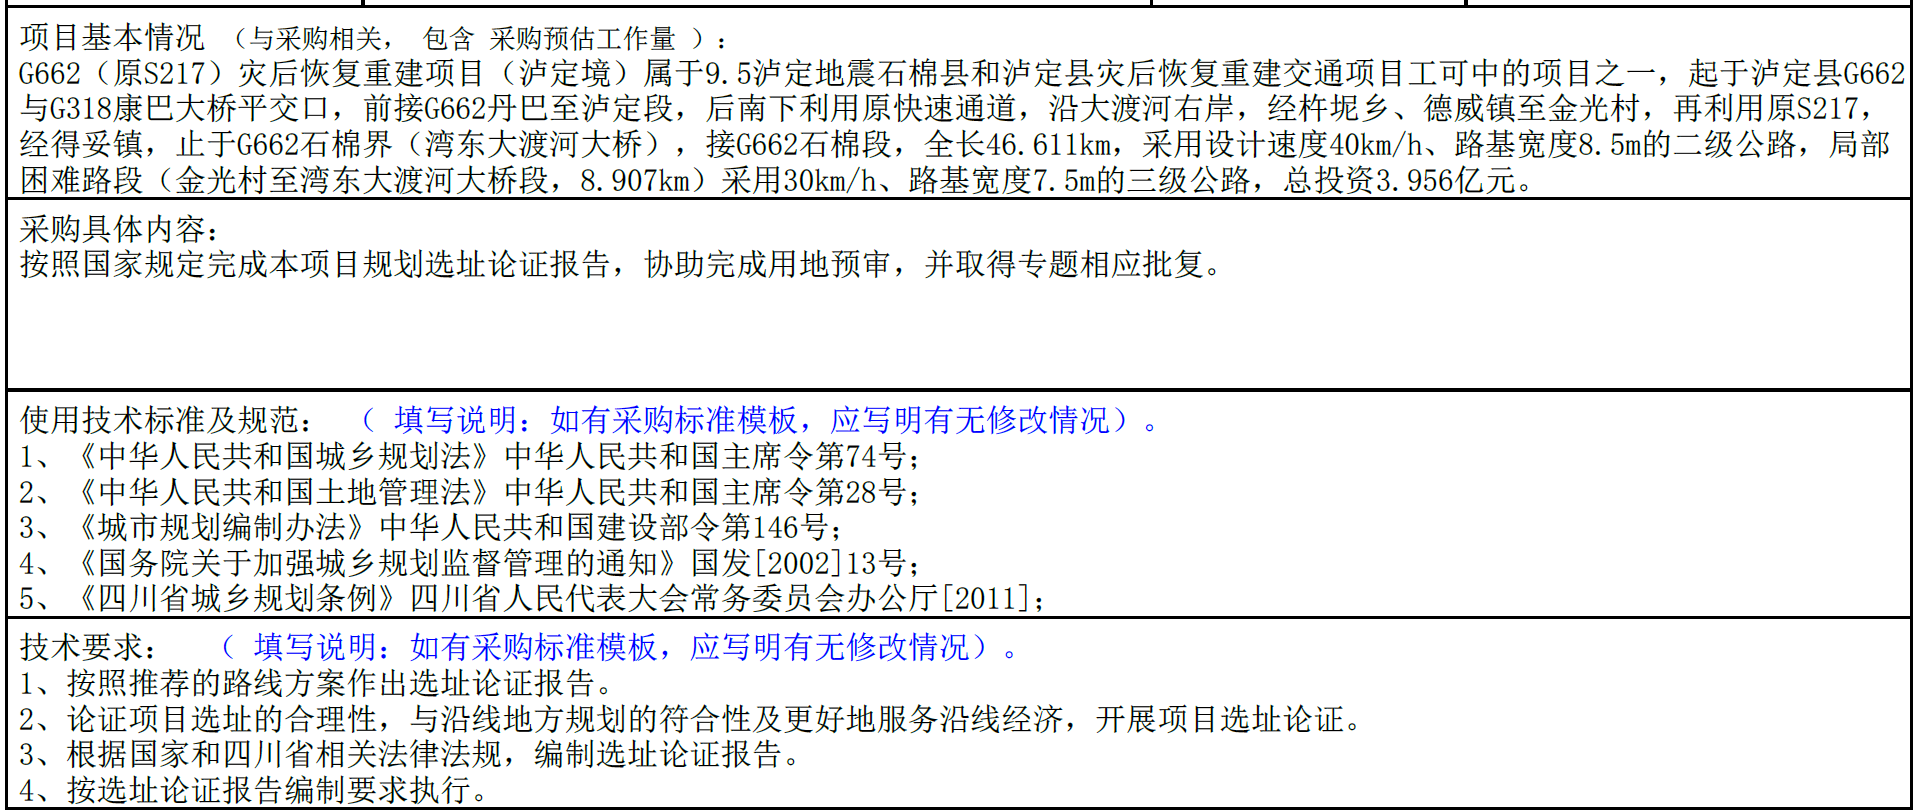 项目基本情况 （与采购相关， 包含 采购预估工作量 ）：
G662（原S217）灾后恢复重建项目（泸定境）属于9.5泸定地震石棉县和泸定县灾后恢复重建交通项目工可中的项目之一，起于泸定县G662
与G318康巴大桥平交口，前接G662丹巴至泸定段，后南下利用原快速通道，沿大渡河右岸，经杵坭乡、德威镇至金光村，再利用原S217，
经得妥镇，止于G662石棉界（湾东大渡河大桥），接G662石棉段，全长46.611km，采用设计速度40km/h、路基宽度8.5m的二级公路，局部
困难路段（金光村至湾东大渡河大桥段，8.907km）采用30km/h、路基宽度7.5m的三级公路，总投资3.956亿元。
采购具体内容：
按照国家规定完成本项目规划选址论证报告，协助完成用地预审，并取得专题相应批复。
使用技术标准及规范： （ 填写说明：如有采购标准模板，应写明有无修改情况）。
1、《中华人民共和国城乡规划法》中华人民共和国主席令第74号；
2、《中华人民共和国土地管理法》中华人民共和国主席令第28号；
3、《城市规划编制办法》中华人民共和国建设部令第146号；
4、《国务院关于加强城乡规划监督管理的通知》国发[2002]13号；
5、《四川省城乡规划条例》四川省人民代表大会常务委员会办公厅[2011]；
技术要求： （ 填写说明：如有采购标准模板，应写明有无修改情况）。
1、按照推荐的路线方案作出选址论证报告。
2、论证项目选址的合理性，与沿线地方规划的符合性及更好地服务沿线经济，开展项目选址论证。
3、根据国家和四川省相关法律法规，编制选址论证报告。
4、按选址论证报告编制要求执行。